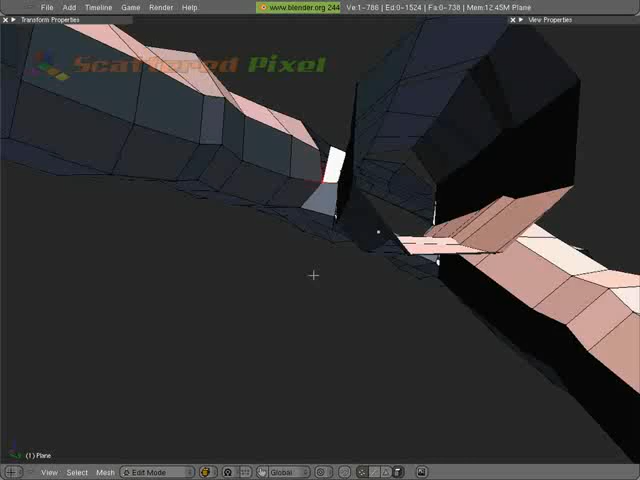 File Add Timeline Game Render Help
www.blender.org 244 Ve:1-786 | Ed:0-1524 | Fa:0-738 | Mem:12.45M Plane
Transform Properties View Properties
Scattered Pixel
(1) Plane
View Select Mesh Edit Mode Global